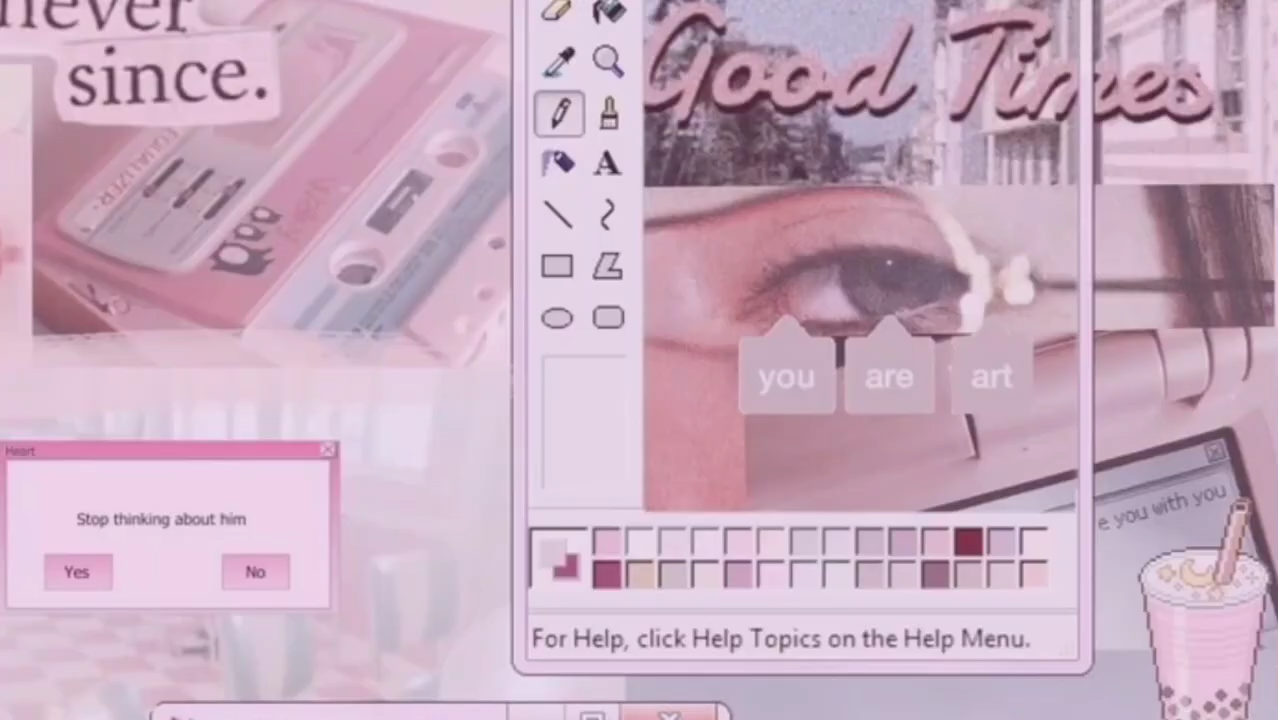 never
since.
Good Times
EQUALIZER
A
you are art
Heart
Stop thinking about him
Yes No
e you with you
For Help, click Help Topics on the Help Menu.